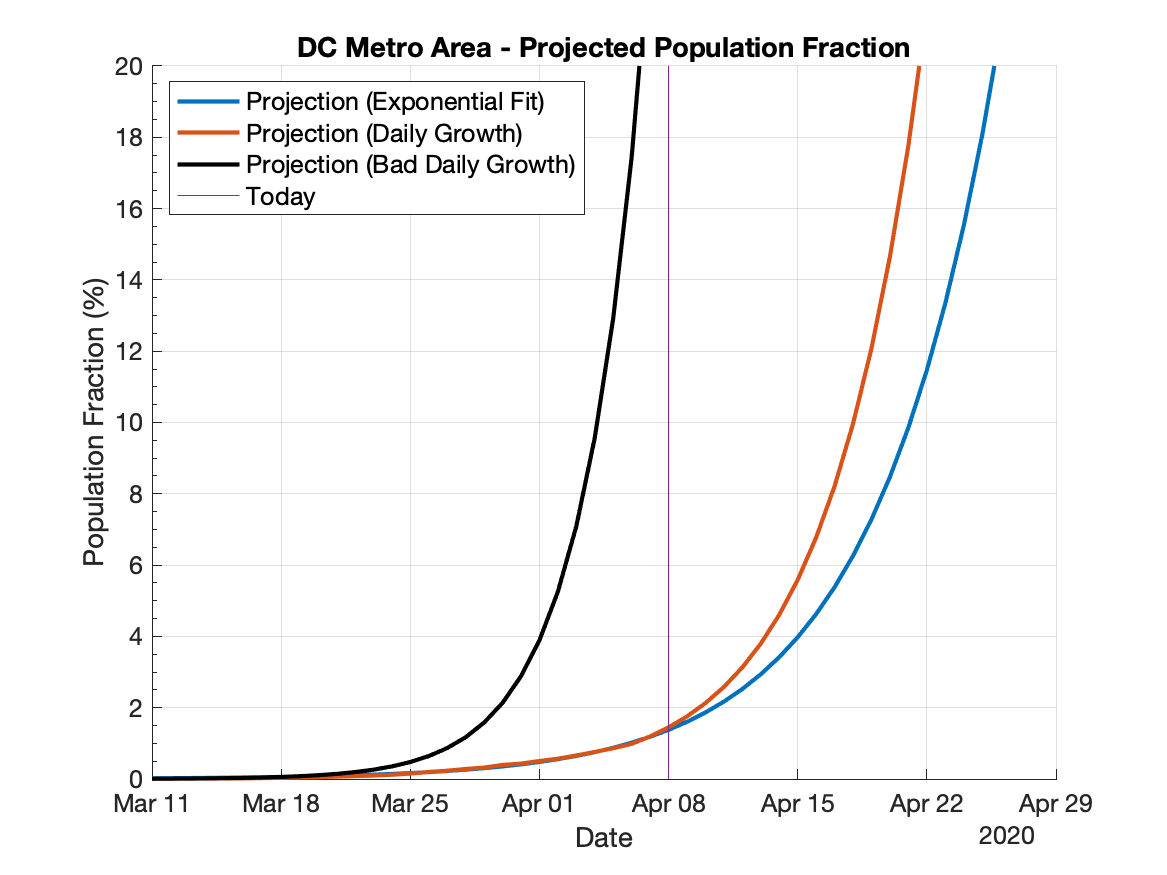 DC Metro Area - Projected Population Fraction
20
18
16
14
12
10
8
6
4
2
0
Population Fraction (%)
Projection (Exponential Fit)
Projection (Daily Growth)
Projection (Bad Daily Growth)
Today
Mar 11 Mar 18 Mar 25 Apr 01 Apr 08 Apr 15 Apr 22 Apr 29
Date
2020